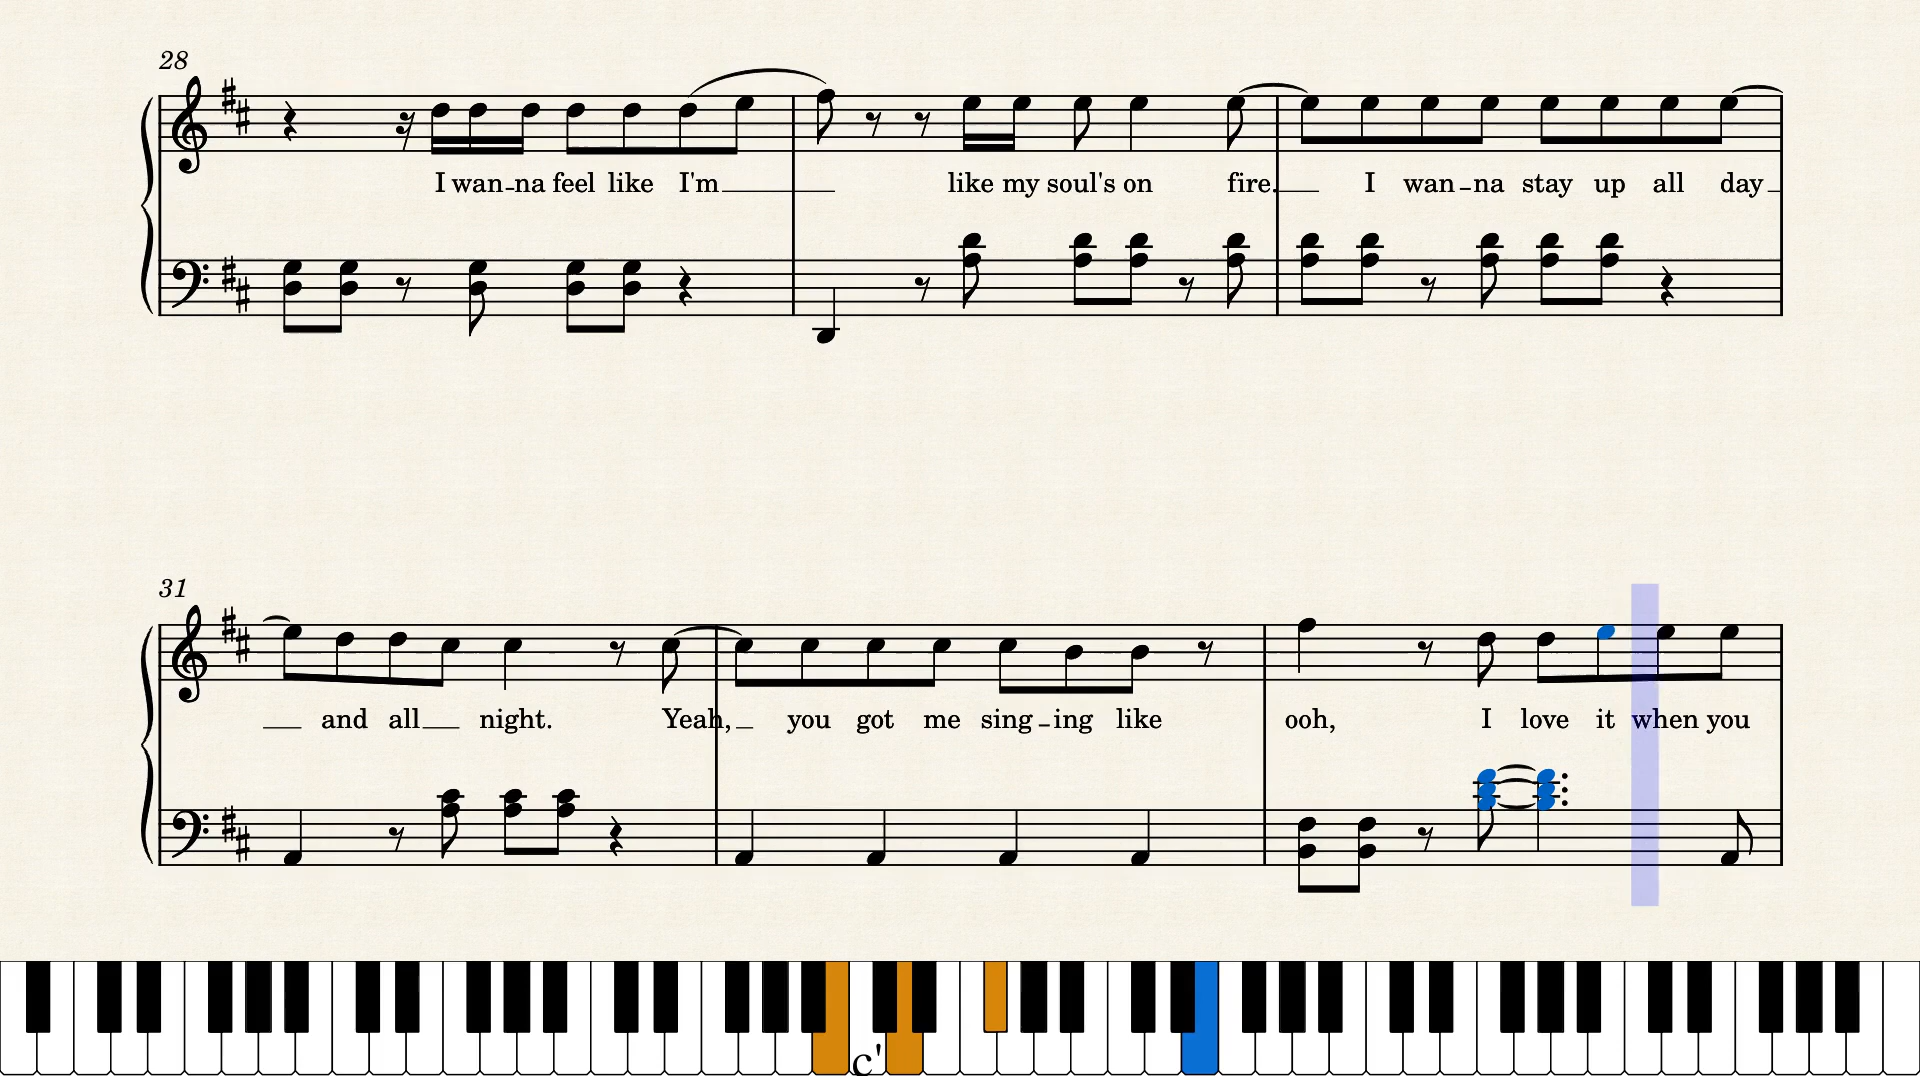 28
I wan-na feel like I'm like my soul's on fire. I wan-na stay up all day
31
and all night. Yeah, you got me sing-ing like ooh, I love it when you
c'